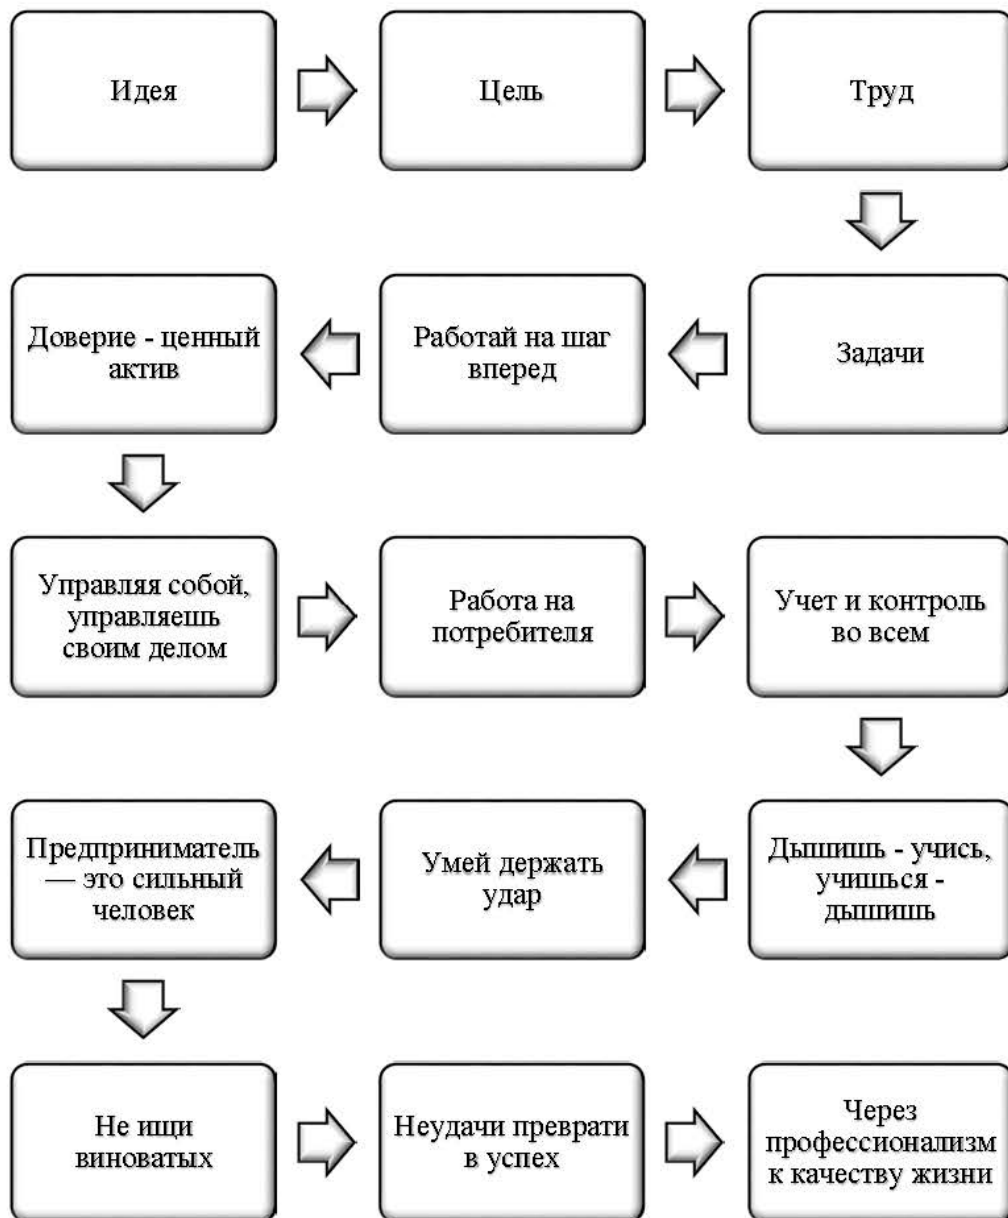 Идея
Цель
Труд
Задачи
Работай на шаг
вперед
Доверие - ценный
актив
Управляя собой,
управляешь
своим делом
Работа на
потребителя
Учет и контроль
во всем
Дышишь - учись,
учишься -
дышишь
Умей держать
удар
Предприниматель
— это сильный
человек
Не ищи
виноватых
Неудачи преврати
в успех
Через
профессионализм
к качеству жизни